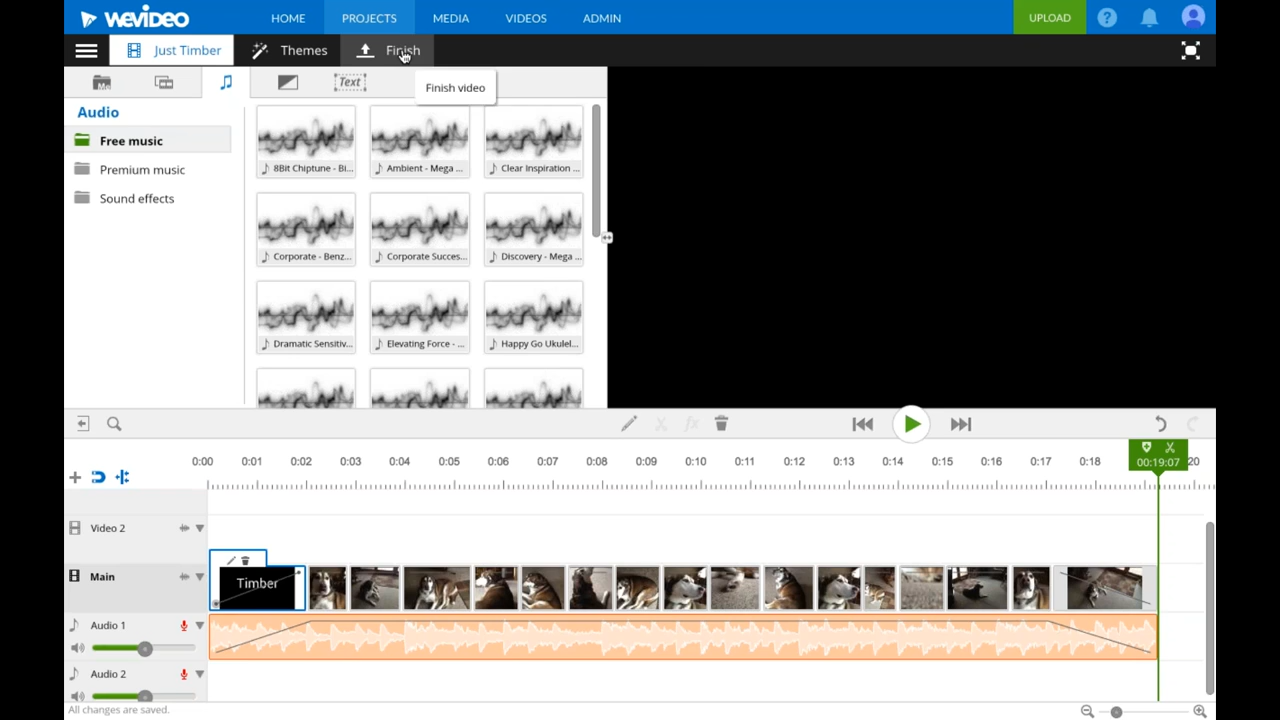 WEVIDEO HOME PROJECTS MEDIA VIDEOS ADMIN UPLOAD ?
Just Timber Themes Finish
Finish video
Text
Audio
Free music
Premium music
Sound effects
8Bit Chiptune - Bi... Ambient - Mega ... Clear Inspiration ...
Corporate - Benz... Corporate Succes... Discovery - Mega ...
Dramatic Sensitiv... Elevating Force - ... Happy Go Ukulel...
fx
0:00 0:01 0:02 0:03 0:04 0:05 0:06 0:07 0:08 0:09 0:10 0:11 0:12 0:13 0:14 0:15 0:16 0:17 0:18 00:19:07 20
Video 2
Main
Timber
Audio 1
Audio 2
All changes are saved.